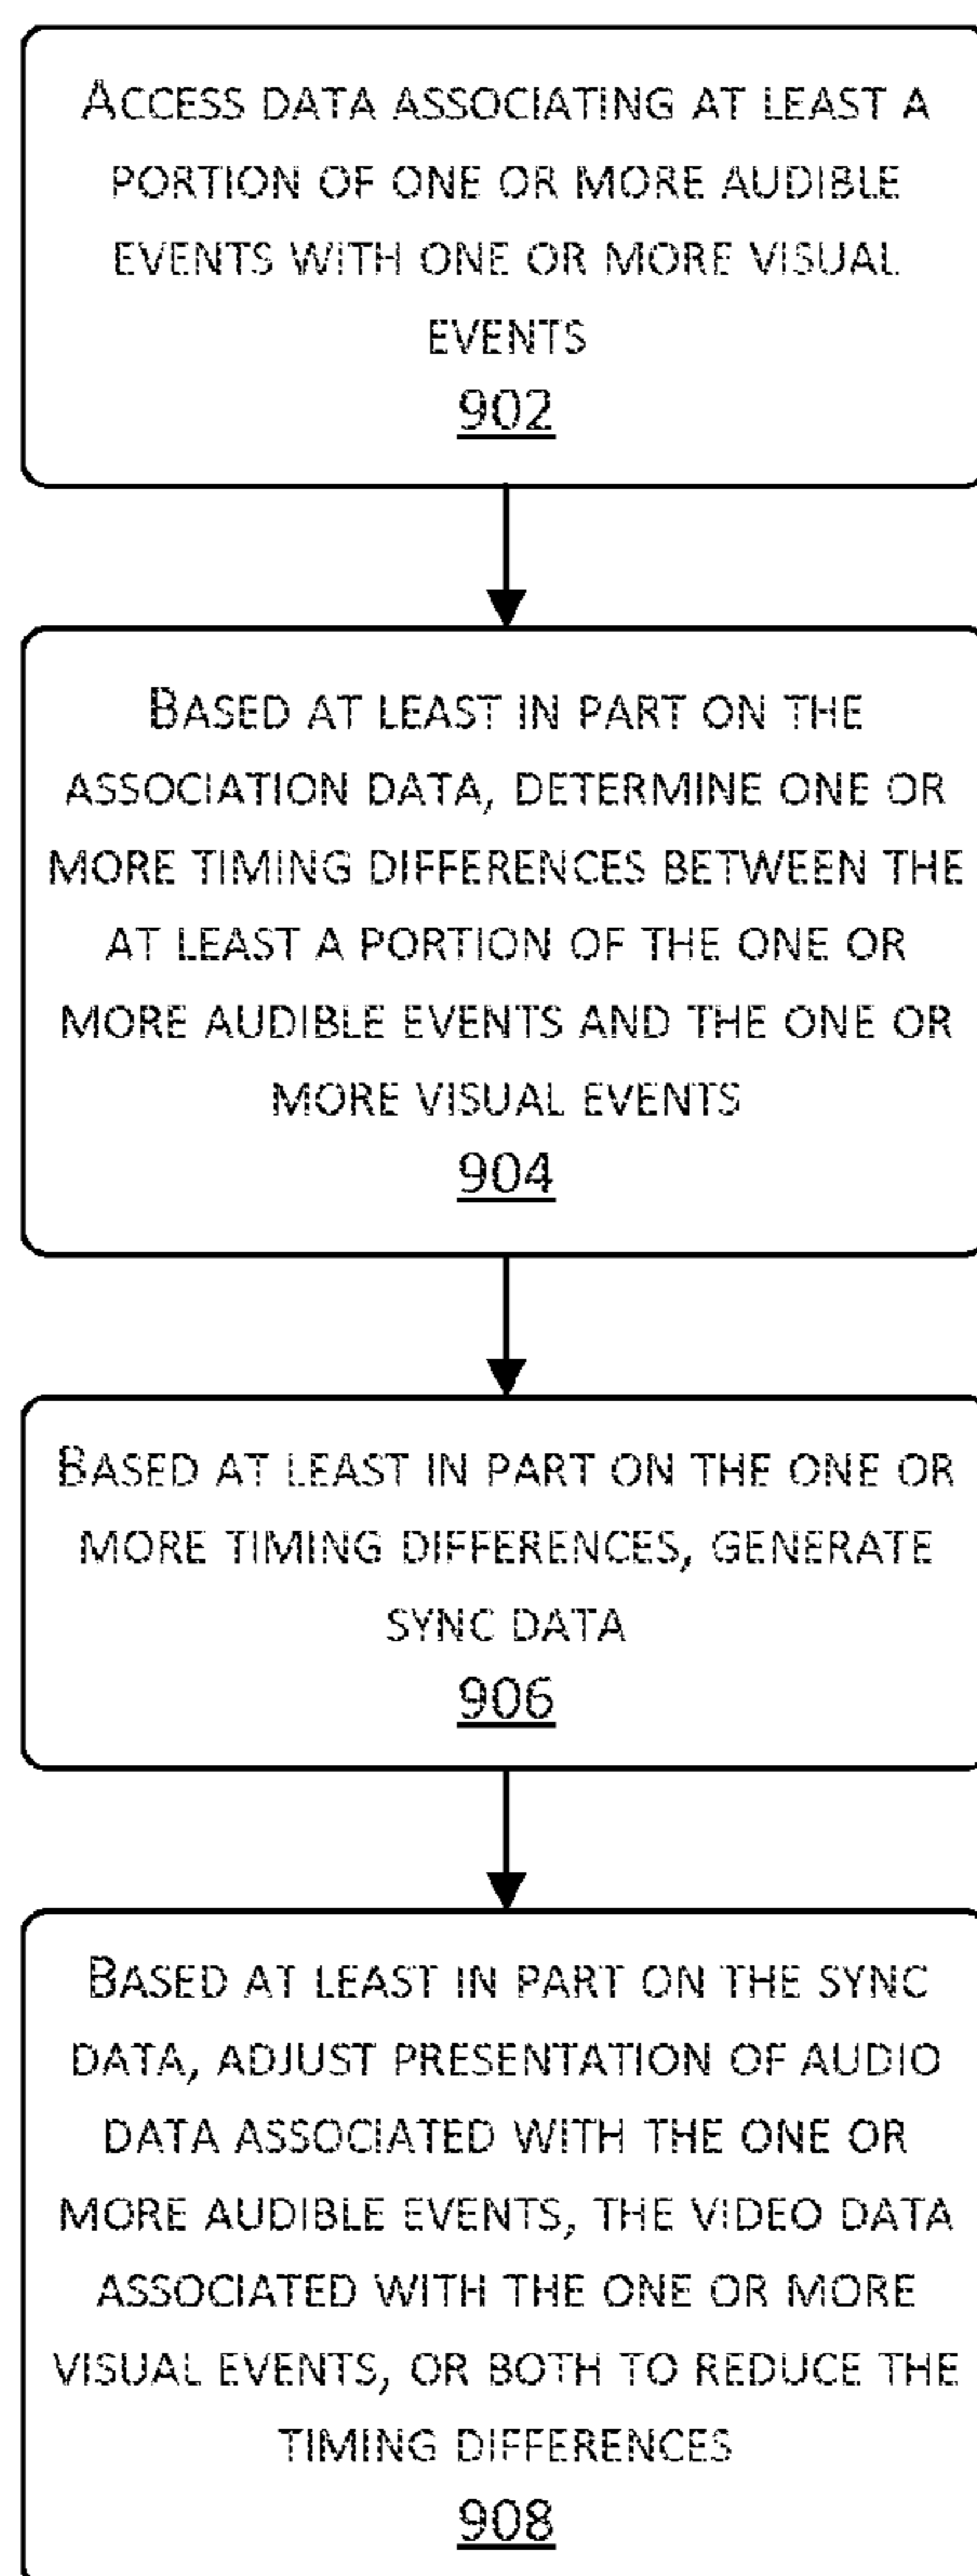 ACCESS DATA ASSOCIATING AT LEAST A
PORTION OF ONE OR MORE AUDIBLE
EVENTS WITH ONE OR MORE VISUAL
EVENTS
902
BASED AT LEAST IN PART ON THE
ASSOCIATION DATA, DETERMINE ONE OR
MORE TIMING DIFFERENCES BETWEEN THE
AT LEAST A PORTION OF THE ONE OR
MORE AUDIBLE EVENTS AND THE ONE OR
MORE VISUAL EVENTS
904
BASED AT LEAST IN PART ON THE ONE OR
MORE TIMING DIFFERENCES, GENERATE
SYNC DATA
906
BASED AT LEAST IN PART ON THE SYNC
DATA, ADJUST PRESENTATION OF AUDIO
DATA ASSOCIATED WITH THE ONE OR
MORE AUDIBLE EVENTS, THE VIDEO DATA
ASSOCIATED WITH THE ONE OR MORE
VISUAL EVENTS, OR BOTH TO REDUCE THE
TIMING DIFFERENCES
908